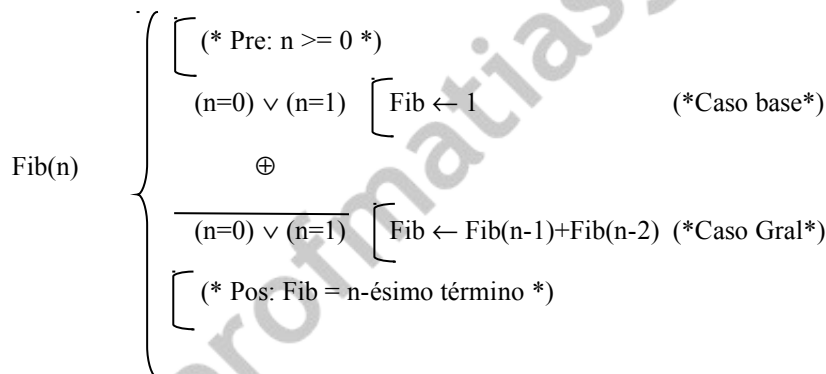 (* Pre: n >= 0 *)
(n=0) ∨ (n=1) Fib ← 1 (*Caso base*)
Fib(n) ⊕
(n=0) ∨ (n=1) Fib ← Fib(n-1)+Fib(n-2) (*Caso Gral*)
(* Pos: Fib = n-ésimo término *)